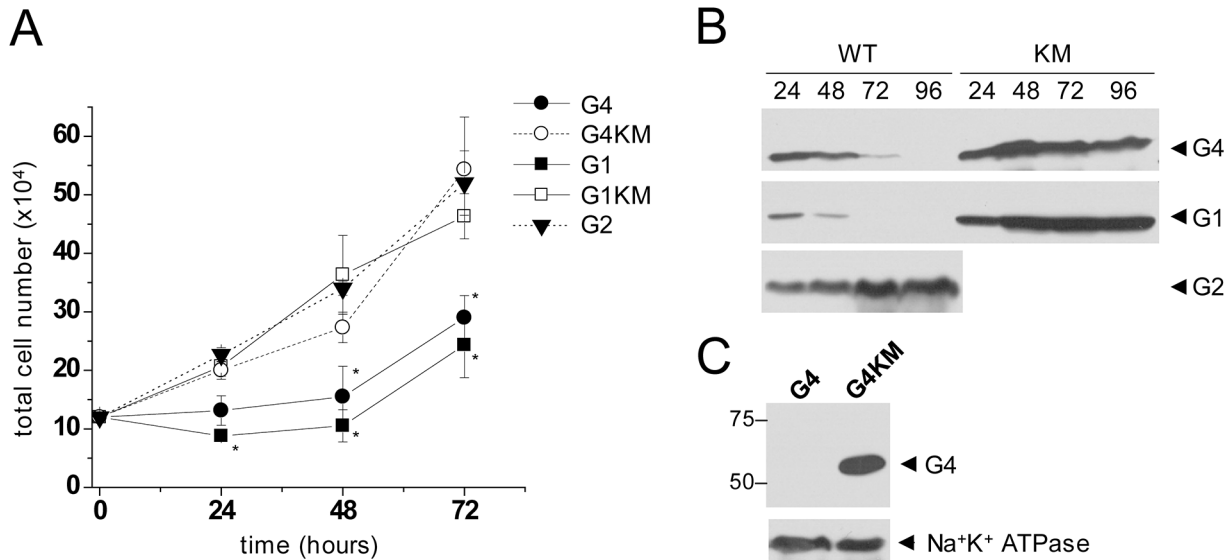 A
total cell number (x10⁴)
60
50
40
30
20
10
0
0 24 48 72
time (hours)
G4
G4KM
G1
G1KM
G2
*
*
*
*
*
B
WT KM
24 48 72 96 24 48 72 96
G4
G1
G2
C
G4 G4KM
75
50
G4
Na⁺K⁺ ATPase